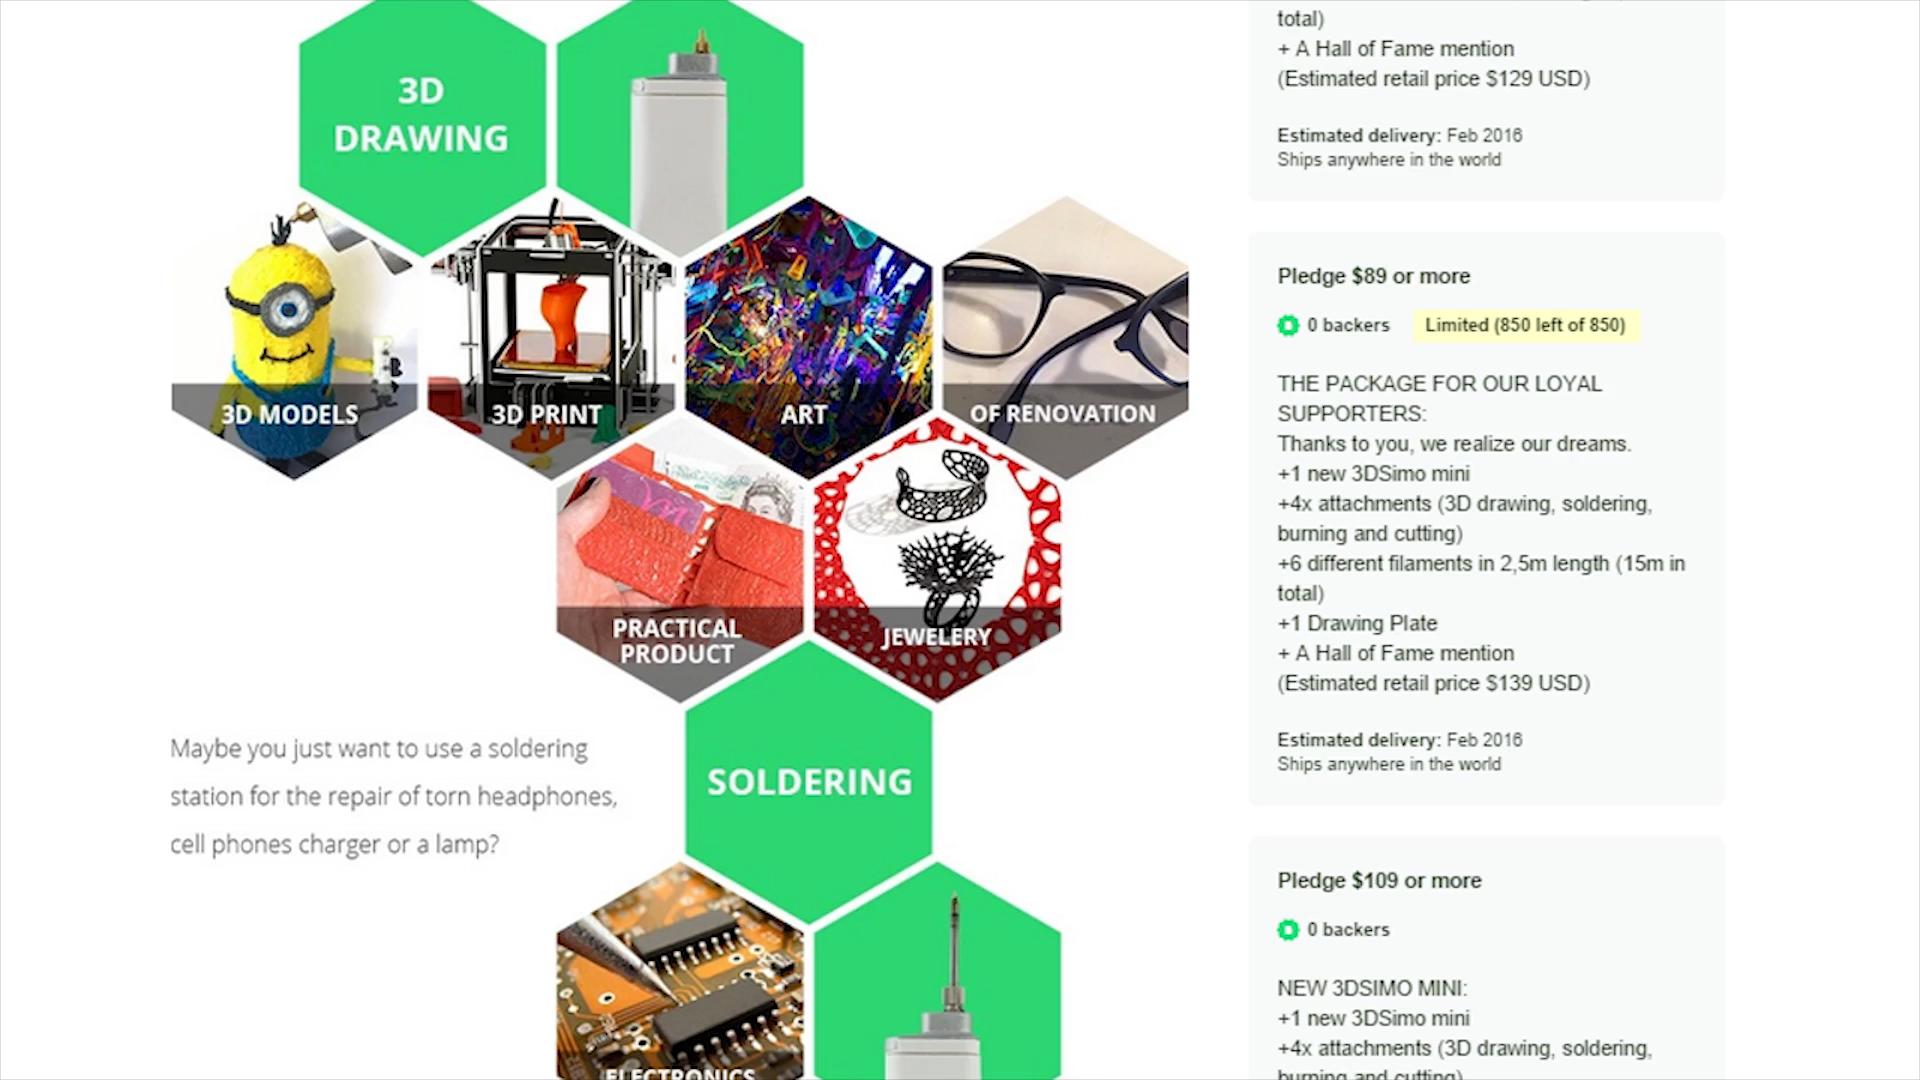 3D
DRAWING
3D MODELS
3D PRINT
ART
OF RENOVATION
PRACTICAL
PRODUCT
JEWELERY
Maybe you just want to use a soldering
station for the repair of torn headphones,
cell phones charger or a lamp?
SOLDERING
ELECTRONICS
total)
+ A Hall of Fame mention
(Estimated retail price $129 USD)
Estimated delivery: Feb 2016
Ships anywhere in the world
Pledge $89 or more
0 backers Limited (850 left of 850)
THE PACKAGE FOR OUR LOYAL
SUPPORTERS:
Thanks to you, we realize our dreams.
+1 new 3DSimo mini
+4x attachments (3D drawing, soldering,
burning and cutting)
+6 different filaments in 2,5m length (15m in
total)
+1 Drawing Plate
+ A Hall of Fame mention
(Estimated retail price $139 USD)
Estimated delivery: Feb 2016
Ships anywhere in the world
Pledge $109 or more
0 backers
NEW 3DSIMO MINI:
+1 new 3DSimo mini
+4x attachments (3D drawing, soldering,
burning and cutting)